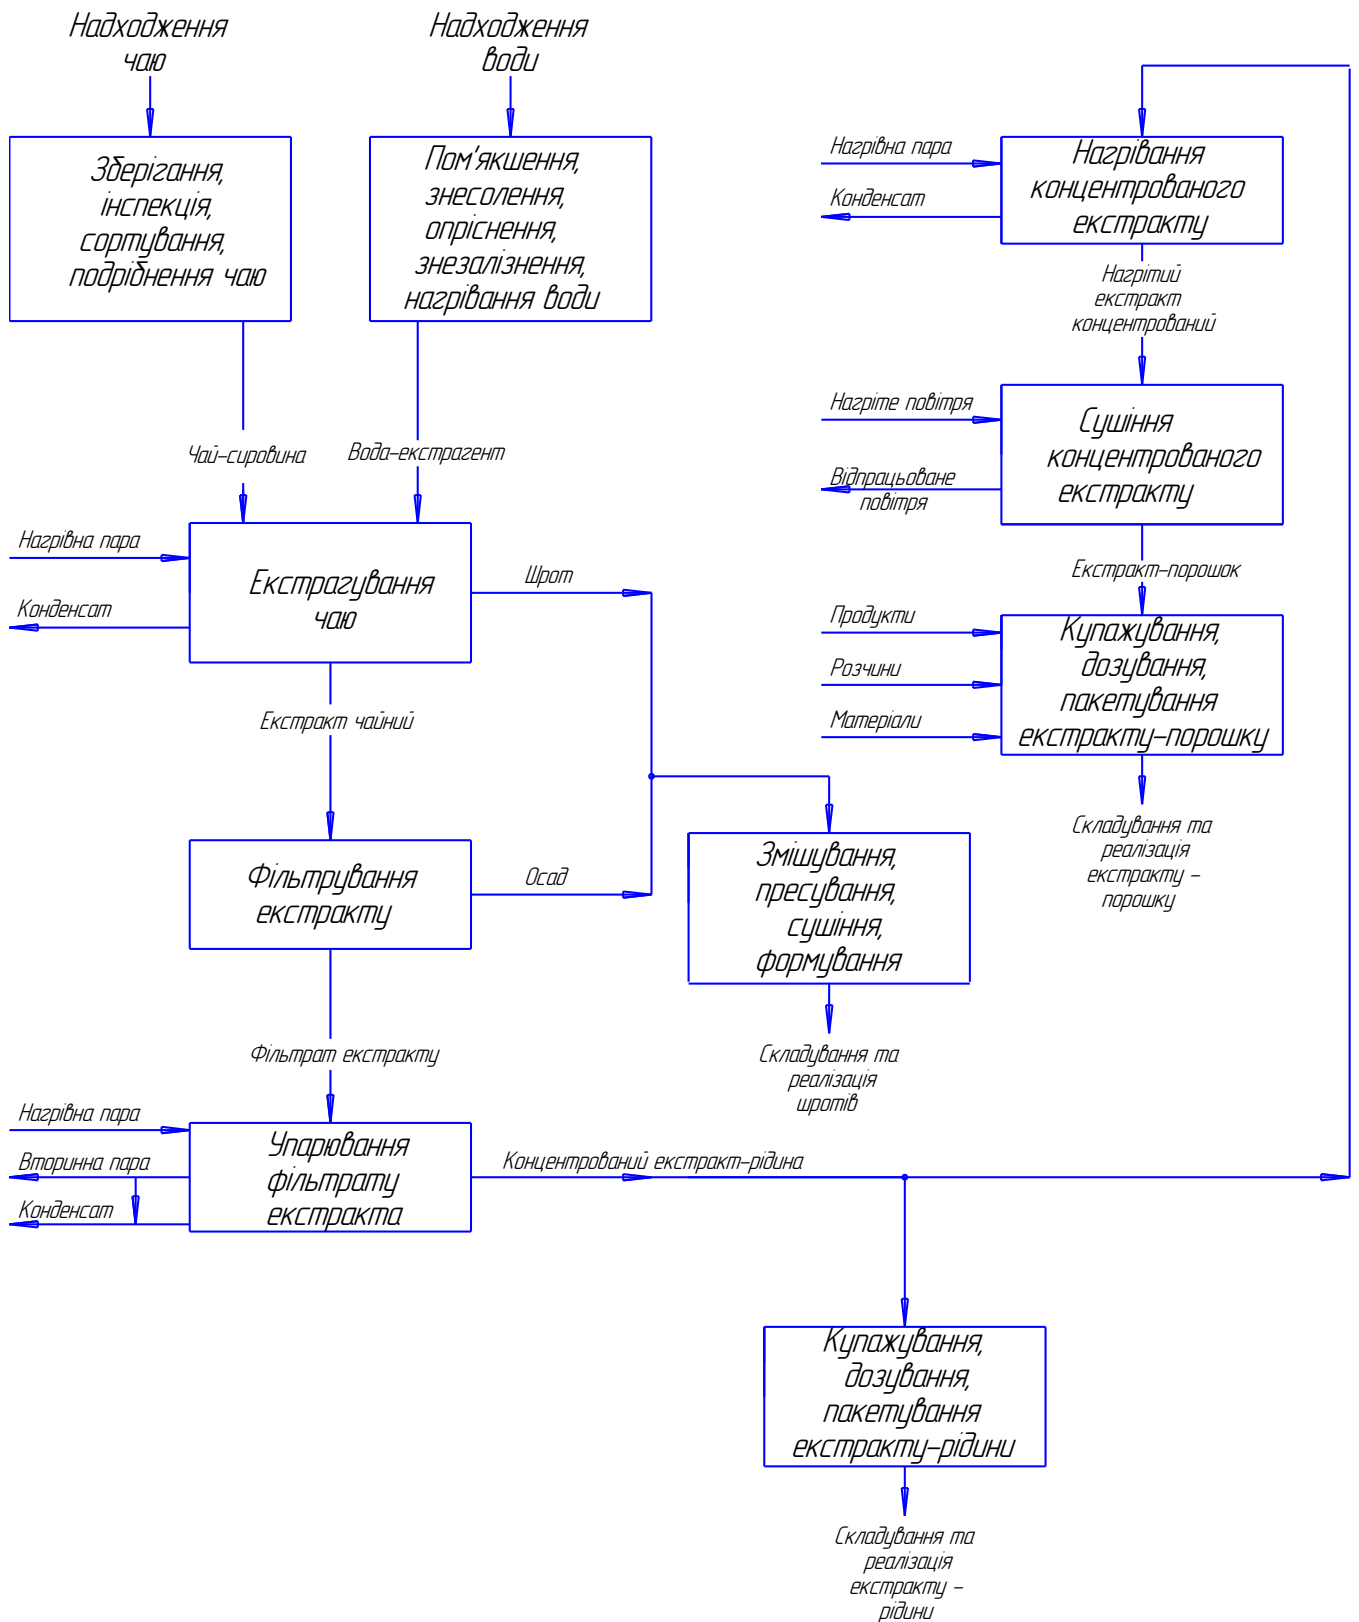 Надходження
чаю
Надходження
води
Зберігання,
інспекція,
сортування,
подрібнення чаю
Пом'якшення,
знесолення,
опріснення,
знезалізнення,
нагрівання води
Чай-сировина
Вода-екстрагент
Нагрівна пара
Конденсат
Екстрагування
чаю
Шрот
Екстракт чайний
Фільтрування
екстракту
Осад
Змішування,
пресування,
сушіння,
формування
Складування та
реалізація
шротів
Фільтрат екстракту
Нагрівна пара
Вторинна пара
Конденсат
Упарювання
фільтрату
екстракта
Концентрований екстракт-рідина
Купажування,
дозування,
пакетування
екстракту-рідини
Складування та
реалізація
екстракту -
рідини
Нагрівна пара
Конденсат
Нагрівання
концентрованого
екстракту
Нагрітий
екстракт
концентрований
Нагріте повітря
Відпрацьоване
повітря
Сушіння
концентрованого
екстракту
Екстракт-порошок
Продукти
Розчини
Матеріали
Купажування,
дозування,
пакетування
екстракту-порошку
Складування та
реалізація
екстракту -
порошку